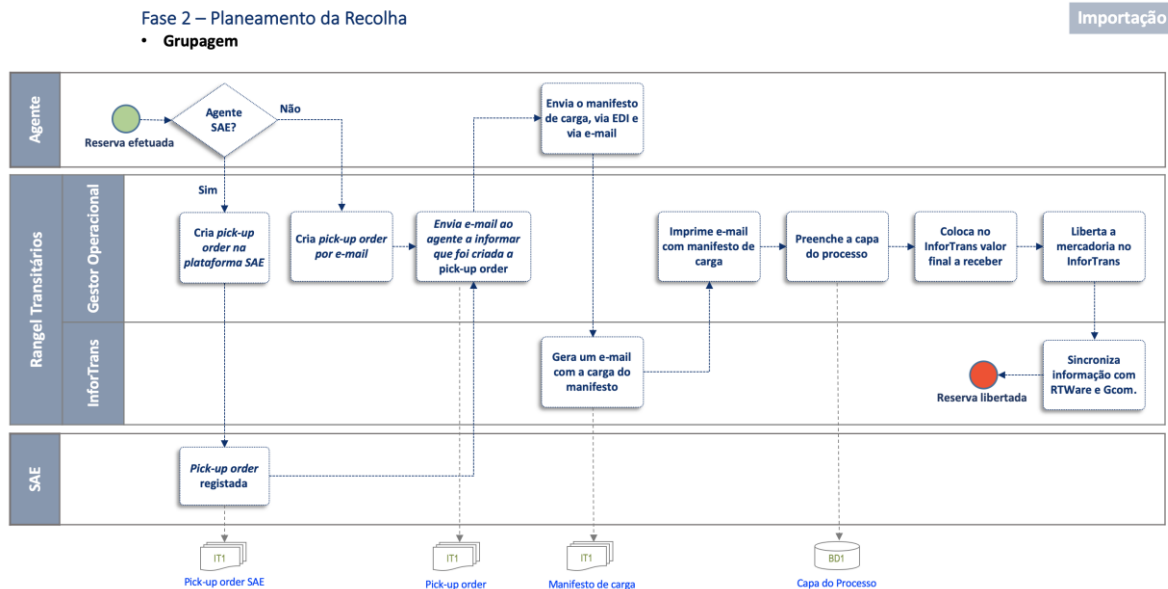 Fase 2 – Planeamento da Recolha
• Grupagem
Importação
Agente
Reserva efetuada
Agente
SAE?
Não
Sim
Envia o manifesto
de carga, via EDI e
via e-mail
Rangel Transitários
Gestor Operacional
Cria pick-up
order na
plataforma SAE
Cria pick-up order
por e-mail
Envia e-mail ao
agente a informar
que foi criada a
pick-up order
Imprime e-mail
com manifesto de
carga
Preenche a capa
do processo
Coloca no
InforTrans valor
final a receber
Liberta a
mercadoria no
InforTrans
InforTrans
Gera um e-mail
com a carga do
manifesto
Reserva libertada
Sincroniza
informação com
RTWare e Gcom.
SAE
Pick-up order
registada
IT1
Pick-up order SAE
IT1
Pick-up order
IT1
Manifesto de carga
BD1
Capa do Processo